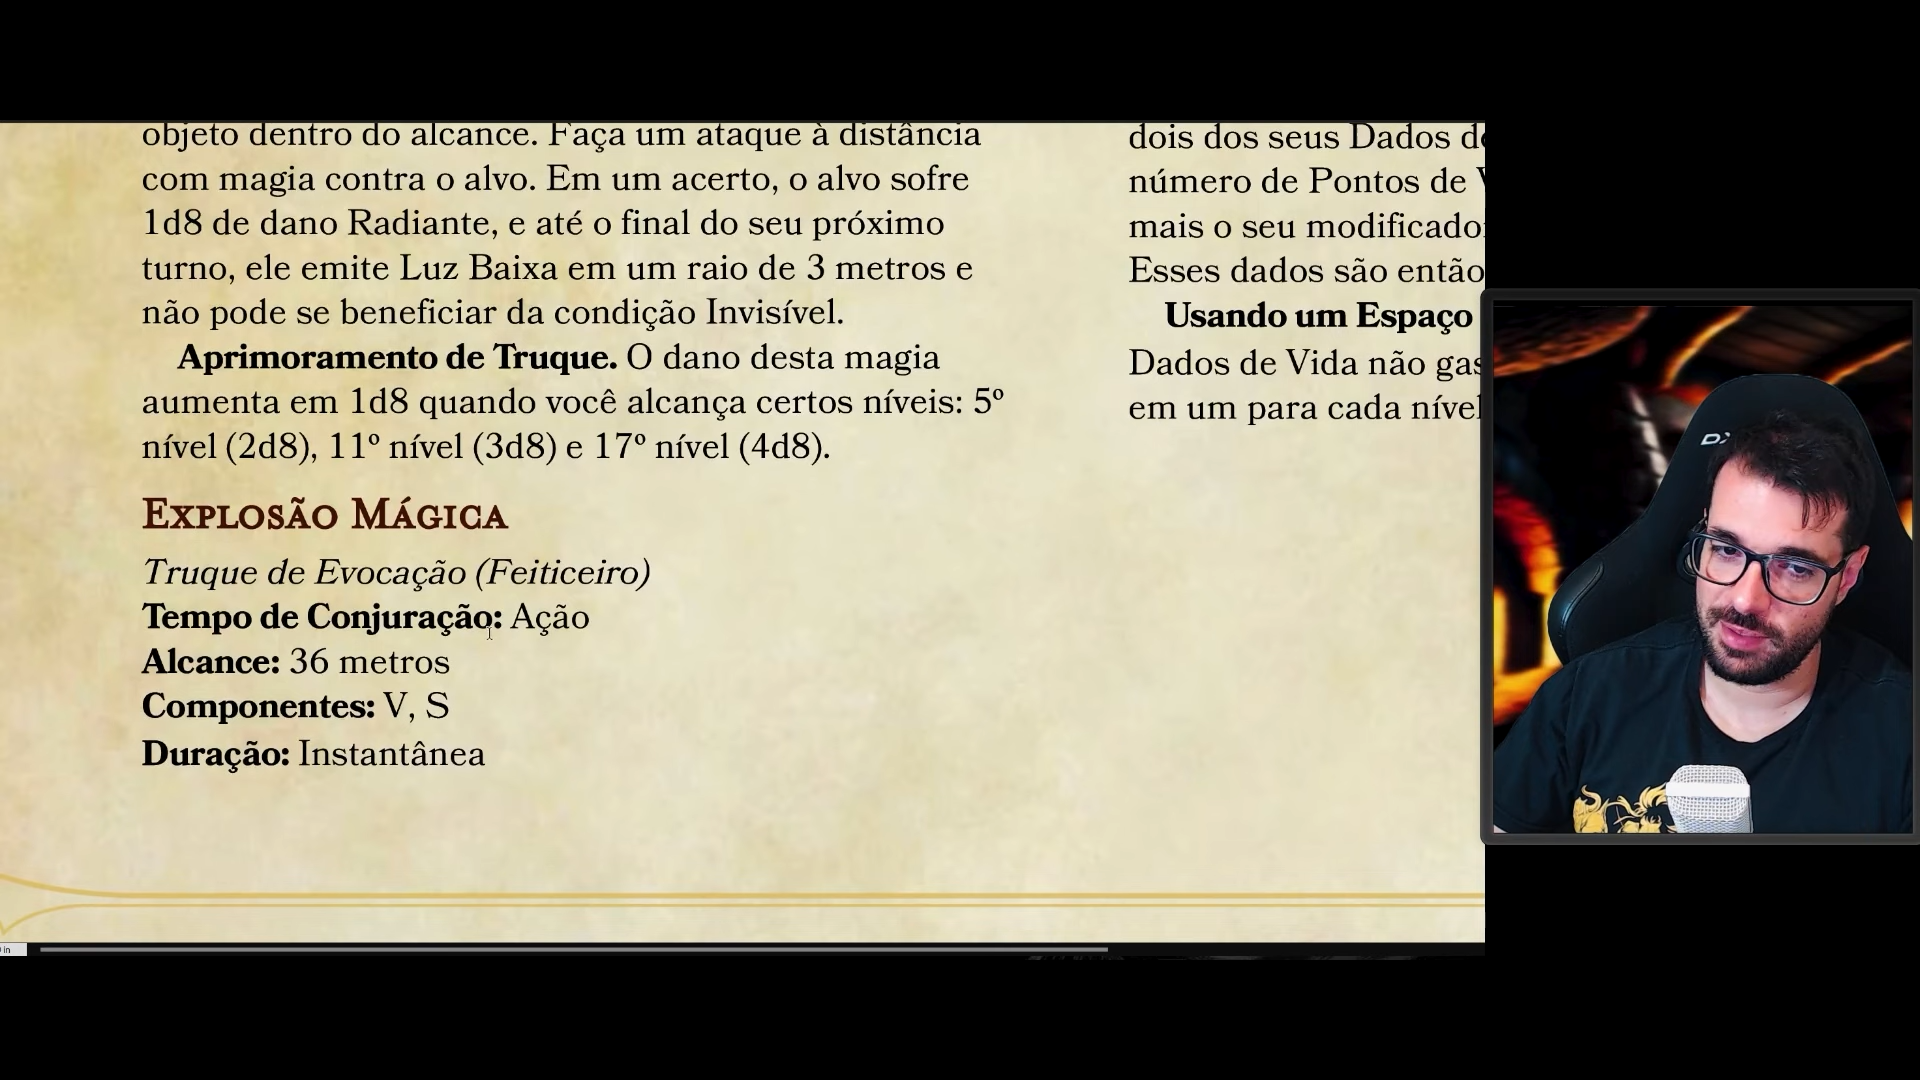 objeto dentro do alcance. Faça um ataque à distância
com magia contra o alvo. Em um acerto, o alvo sofre
1d8 de dano Radiante, e até o final do seu próximo
turno, ele emite Luz Baixa em um raio de 3 metros e
não pode se beneficiar da condição Invisível.
Aprimoramento de Truque. O dano desta magia
aumenta em 1d8 quando você alcança certos níveis: 5º
nível (2d8), 11º nível (3d8) e 17º nível (4d8).
Explosão Mágica
Truque de Evocação (Feiticeiro)
Tempo de Conjuração: Ação
Alcance: 36 metros
Componentes: V, S
Duração: Instantânea
dois dos seus Dados
número de Pontos de
mais o seu
Esses dados são então
Usando um Espaço
Dados de Vida não
em um para cada
in